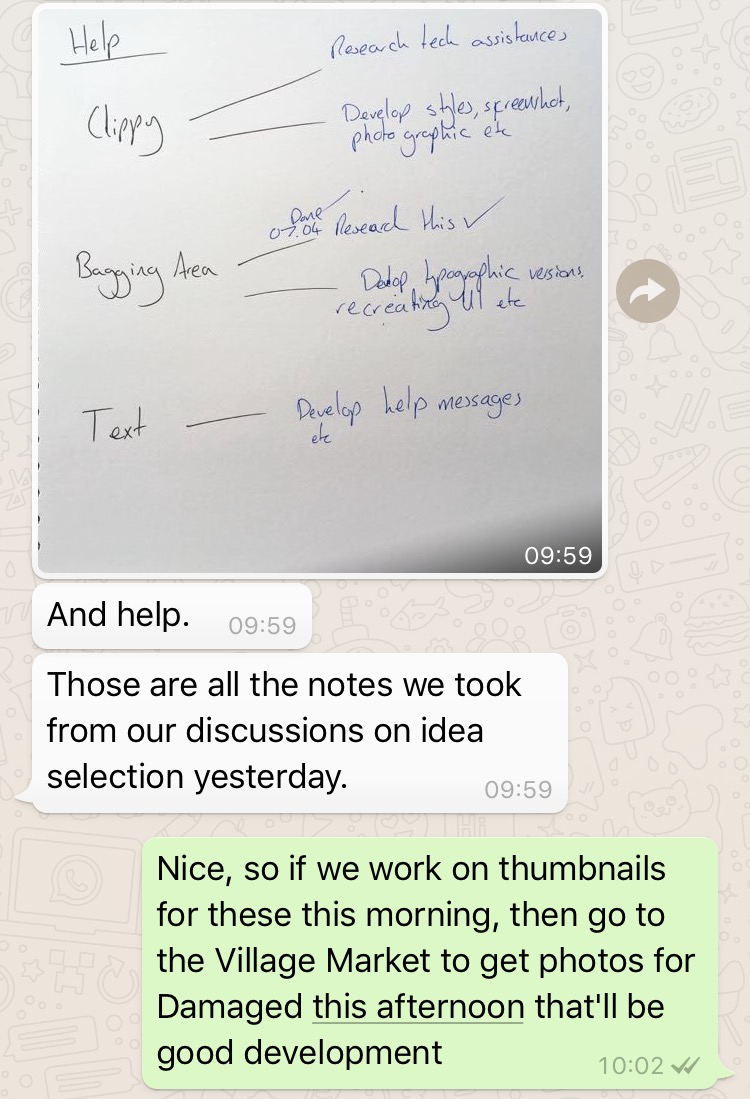 Help
Research tech assistances
Clippy
Develop styles, screenshot,
photographic etc
Done
07.04
Research this ✓
Bagging Area
Develop typographic versions,
recreating UI etc
Text
Develop help messages
etc
09:59
And help.
09:59
Those are all the notes we took
from our discussions on idea
selection yesterday.
09:59
Nice, so if we work on thumbnails
for these this morning, then go to
the Village Market to get photos for
Damaged this afternoon that'll be
good development
10:02